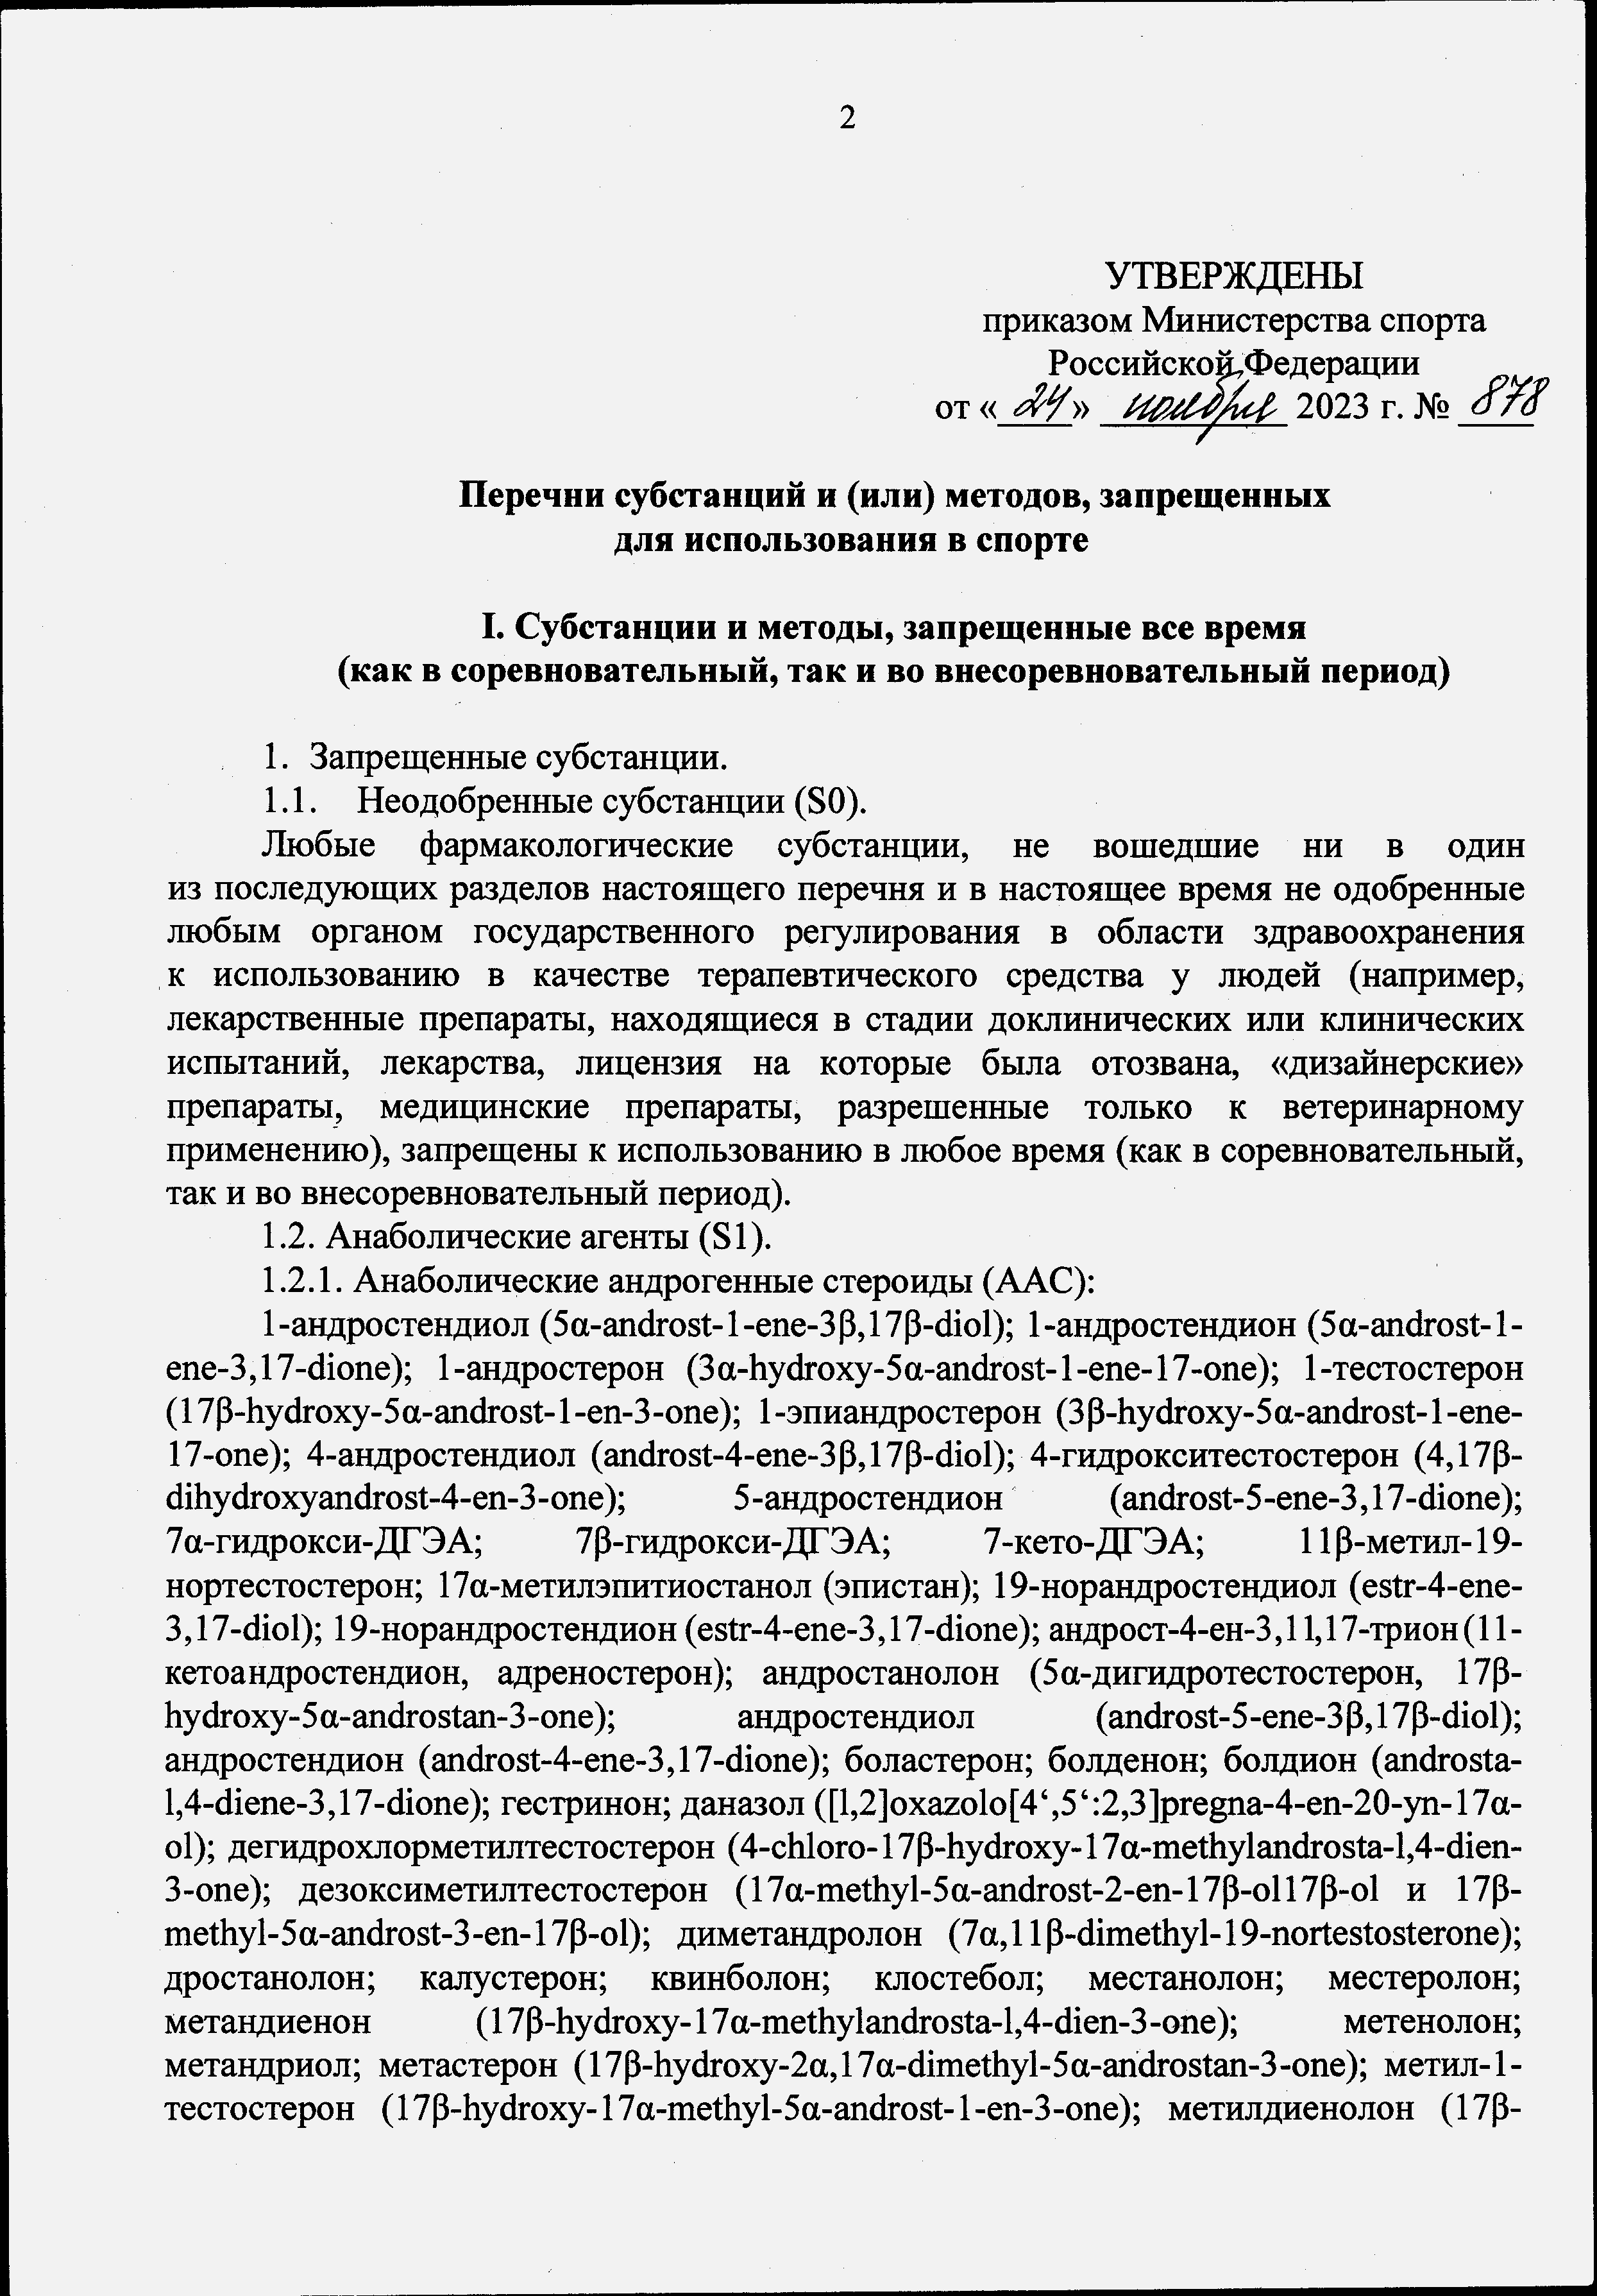 2
УТВЕРЖДЕНЫ
приказом Министерства спорта
Российской Федерации
от « 24 » ноября 2023 г. № 878
Перечни субстанций и (или) методов, запрещенных
для использования в спорте
I. Субстанции и методы, запрещенные все время
(как в соревновательный, так и во внесоревновательный период)
1. Запрещенные субстанции.
1.1. Неодобренные субстанции (S0).
Любые фармакологические субстанции, не вошедшие ни в один
из последующих разделов настоящего перечня и в настоящее время не одобренные
любым органом государственного регулирования в области здравоохранения
к использованию в качестве терапевтического средства у людей (например,
лекарственные препараты, находящиеся в стадии доклинических или клинических
испытаний, лекарства, лицензия на которые была отозвана, «дизайнерские»
препараты, медицинские препараты, разрешенные только к ветеринарному
применению), запрещены к использованию в любое время (как в соревновательный,
так и во внесоревновательный период).
1.2. Анаболические агенты (S1).
1.2.1. Анаболические андрогенные стероиды (ААС):
1-андростендиол (5α-androst-1-ene-3β,17β-diol); 1-андростендион (5α-androst-1-
ene-3,17-dione); 1-андростерон (3α-hydroxy-5α-androst-1-ene-17-one); 1-тестостерон
(17β-hydroxy-5α-androst-1-en-3-one); 1-эпиандростерон (3β-hydroxy-5α-androst-1-ene-
17-one); 4-андростендиол (androst-4-ene-3β,17β-diol); 4-гидрокситестостерон (4,17β-
dihydroxyandrost-4-en-3-one); 5-андростендион (androst-5-ene-3,17-dione);
7α-гидрокси-ДГЭА; 7β-гидрокси-ДГЭА; 7-кето-ДГЭА; 11β-метил-19-
нортестостерон; 17α-метилэпитиостанол (эпистан); 19-норандростендиол (estr-4-ene-
3,17-diol); 19-норандростендион (estr-4-ene-3,17-dione); андрост-4-ен-3,11,17-трион (11-
кетоандростендион, адреностерон); андростанолон (5α-дигидротестостерон, 17β-
hydroxy-5α-androstan-3-one); андростендиол (androst-5-ene-3β,17β-diol);
андростендион (androst-4-ene-3,17-dione); боластерон; болденон; болдион (androsta-
l,4-diene-3,17-dione); гестринон; даназол ([l,2]oxazolo[4‘,5‘:2,3]pregna-4-en-20-yn-17α-
ol); дегидрохлорметилтестостерон (4-chloro-17β-hydroxy-17α-methylandrosta-l,4-dien-
3-one); дезоксиметилтестостерон (17α-methyl-5α-androst-2-en-17β-ol17β-ol и 17β-
methyl-5α-androst-3-en-17β-ol); диметандролон (7α,11β-dimethyl-19-nortestosterone);
дростанолон; калустерон; квинболон; клостебол; местанолон; местеролон;
метандиенон (17β-hydroxy-17α-methylandrosta-l,4-dien-3-one); метенолон;
метандриол; метастерон (17β-hydroxy-2α,17α-dimethyl-5α-androstan-3-one); метил-1-
тестостерон (17β-hydroxy-17α-methyl-5α-androst-1-en-3-one); метилдиенолон (17β-